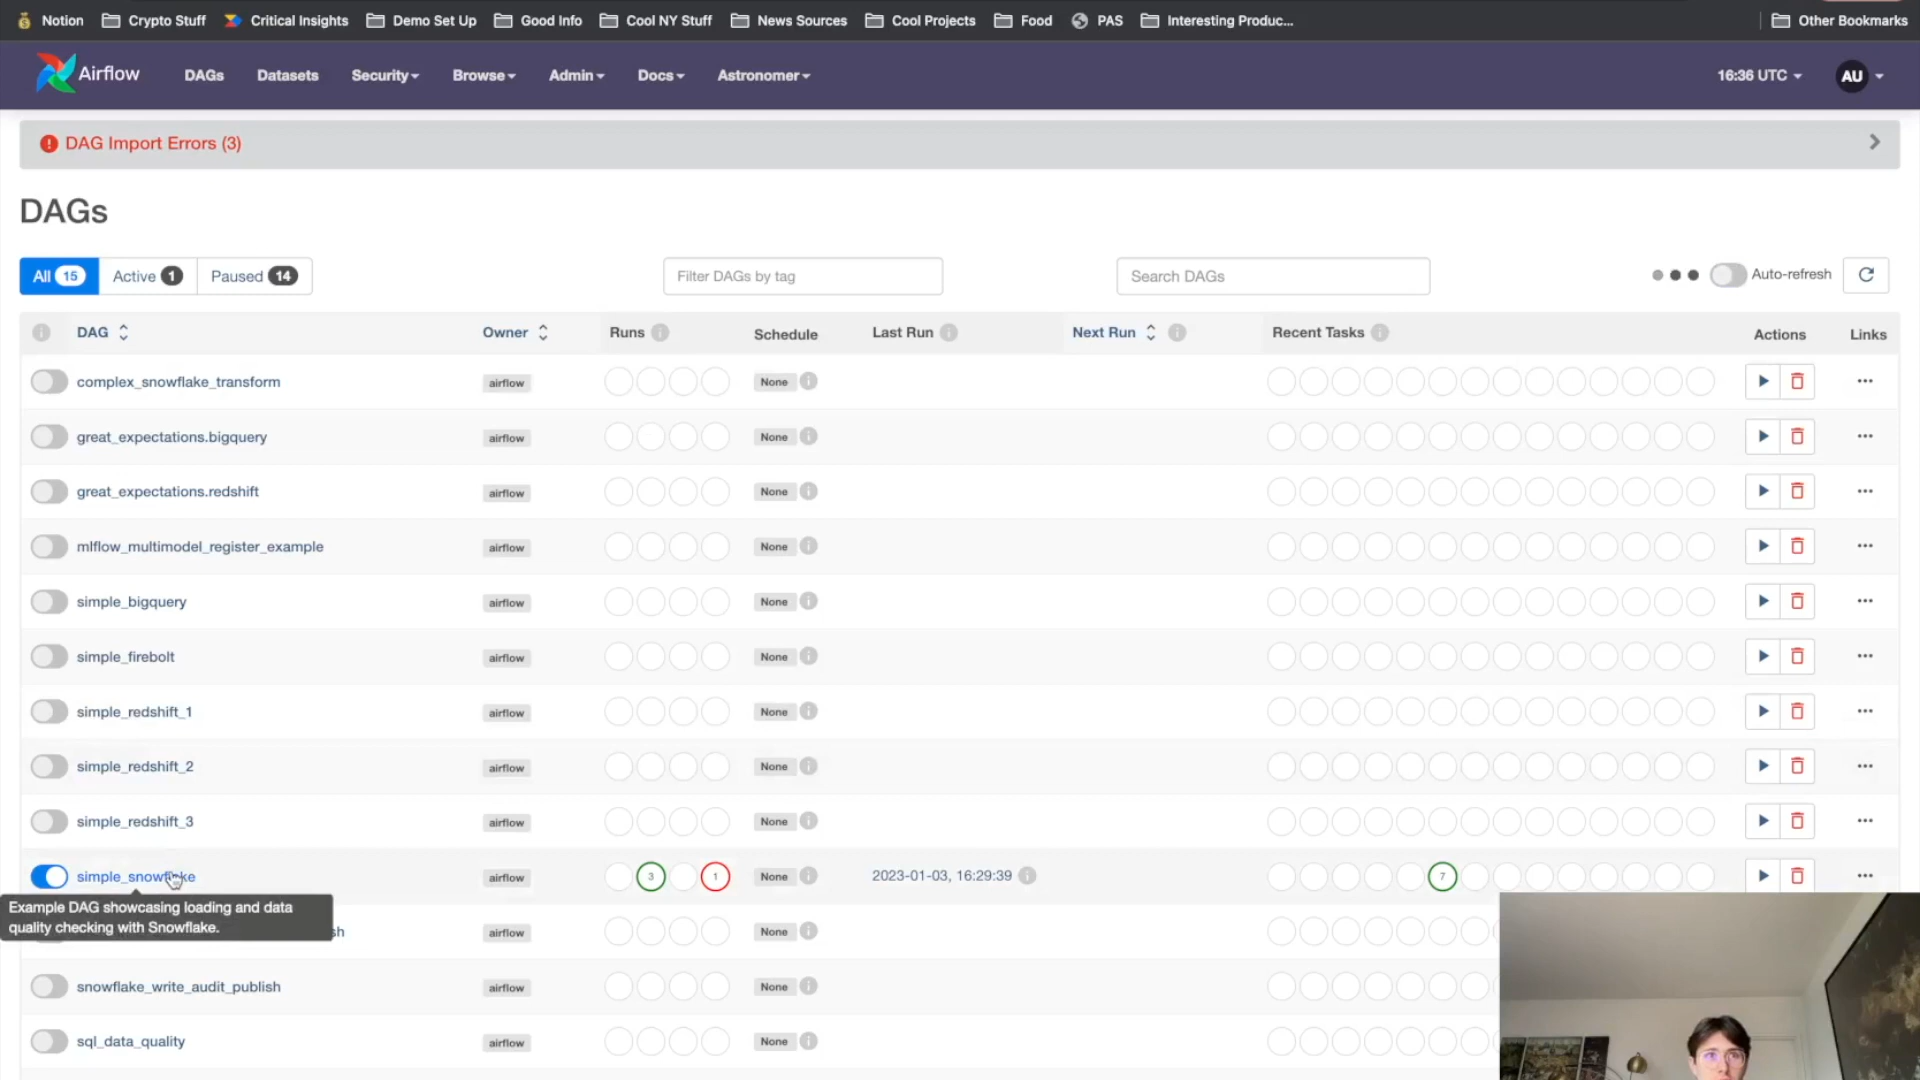 Notion Crypto Stuff Critical Insights Demo Set Up Good Info Cool NY Stuff News Sources Cool Projects Food PAS Interesting Produc... Other Bookmarks
Airflow DAGs Datasets Security Browse Admin Docs Astronomer 16:36 UTC AU
DAG Import Errors (3)
DAGs
All 15 Active 1 Paused 14 Filter DAGs by tag Search DAGs Auto-refresh
DAG Owner Runs Schedule Last Run Next Run Recent Tasks Actions Links
complex_snowflake_transform airflow None
great_expectations.bigquery airflow None
great_expectations.redshift airflow None
mlflow_multimodel_register_example airflow None
simple_bigquery airflow None
simple_firebolt airflow None
simple_redshift_1 airflow None
simple_redshift_2 airflow None
simple_redshift_3 airflow None
simple_snowflake airflow 3 1 None 2023-01-03, 16:29:39 7
Example DAG showcasing loading and data
quality checking with Snowflake.
sh airflow None
snowflake_write_audit_publish airflow None
sql_data_quality airflow None